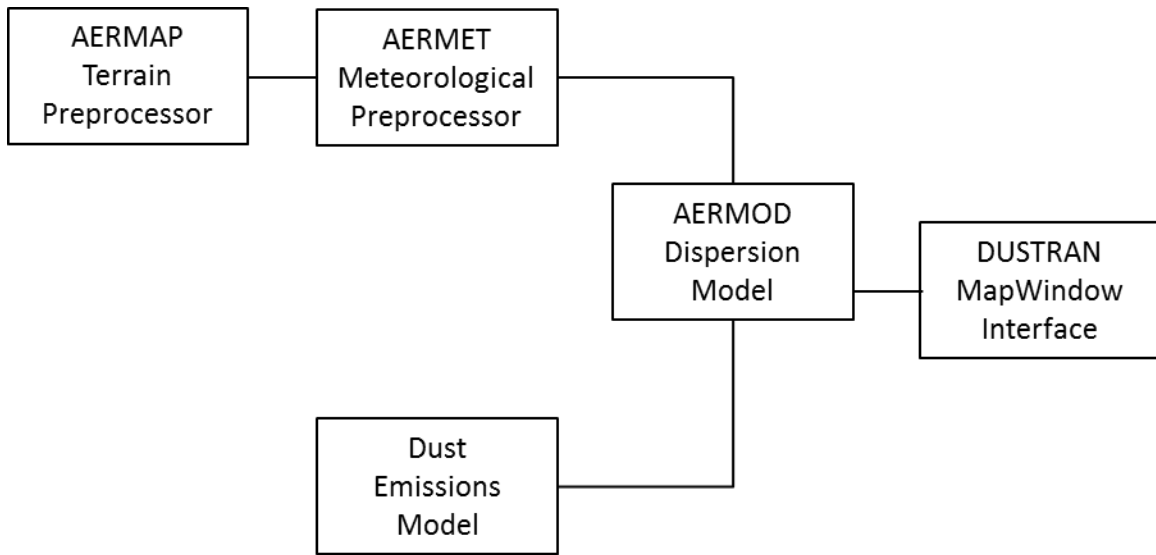 AERMAP
Terrain
Preprocessor
AERMET
Meteorological
Preprocessor
AERMOD
Dispersion
Model
DUSTRAN
MapWindow
Interface
Dust
Emissions
Model